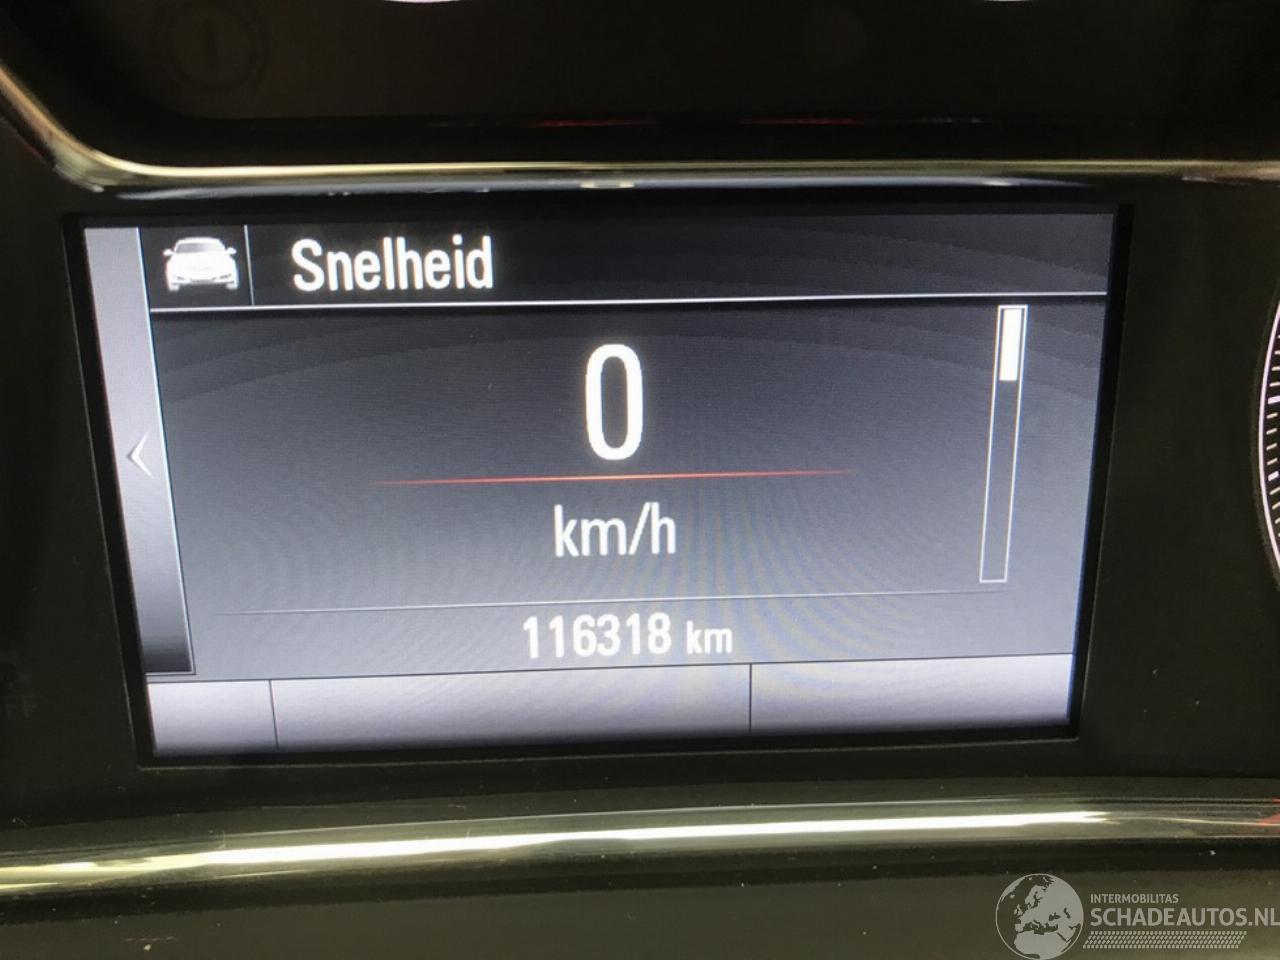 Snelheid
0
km/h
116318 km
INTERMOBILITAS
SCHADEAUTOS.NL